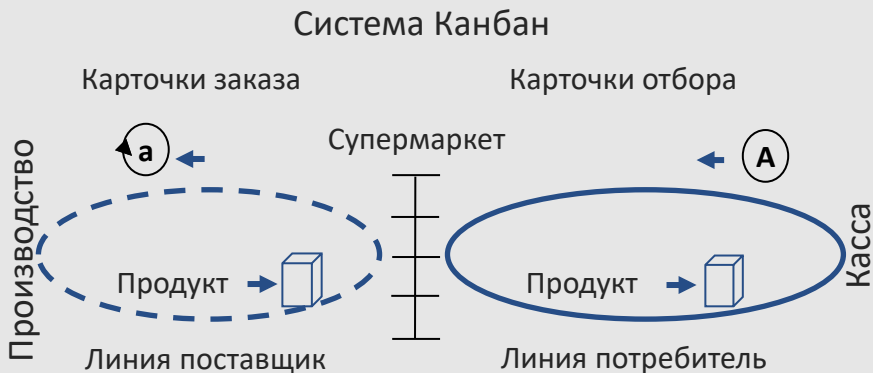 Система Канбан
Карточки заказа
Карточки отбора
Супермаркет
а
А
Производство
Касса
Продукт
Продукт
Линия поставщик
Линия потребитель